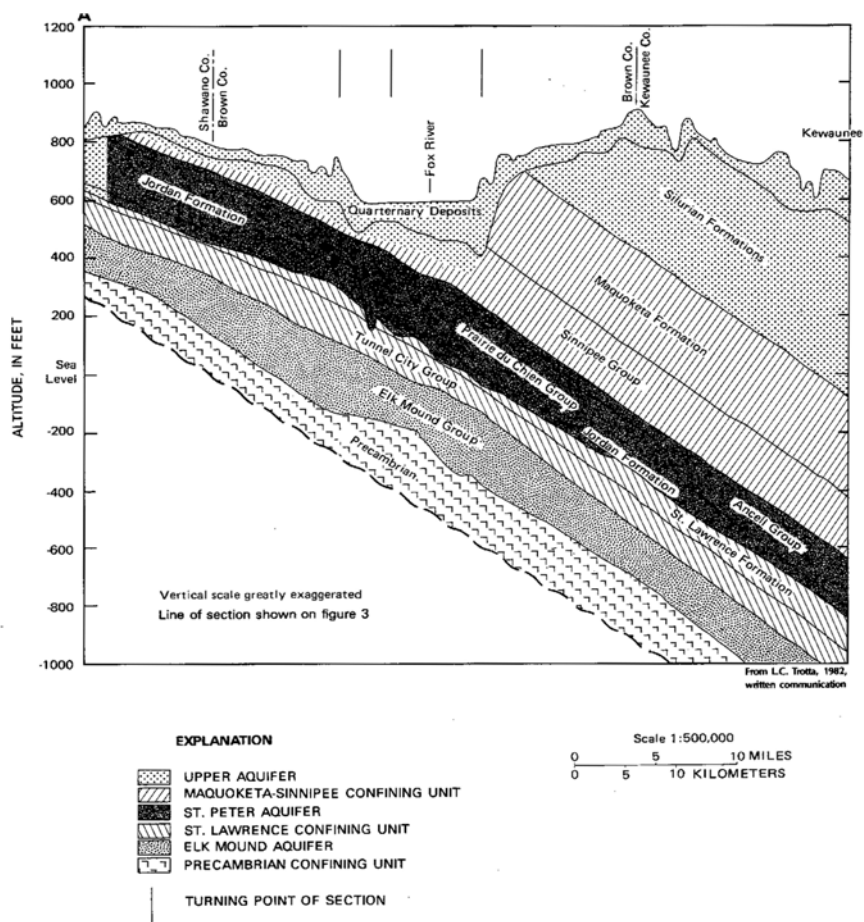 A
1200
1000
800
600
400
200
Sea
Level
-200
-400
-600
-800
-1000
ALTITUDE, IN FEET
Shawano Co.
Brown Co.
Fox River
Brown Co.
Kewaunee Co.
Kewaunee
Jordan Formation
Quarternary Deposits
Silurian Formations
Maquoketa Formation
Sinnipee Group
Prairie du Chien Group
Tunnel City Group
Jordan Formation
Elk Mound Group
Ancell Group
St. Lawrence Formation
Precambrian
Vertical scale greatly exaggerated
Line of section shown on figure 3
From L.C. Trotta, 1982,
written communication
EXPLANATION
UPPER AQUIFER
MAQUOKETA-SINNIPEE CONFINING UNIT
ST. PETER AQUIFER
ST. LAWRENCE CONFINING UNIT
ELK MOUND AQUIFER
PRECAMBRIAN CONFINING UNIT
TURNING POINT OF SECTION
Scale 1:500,000
0 5 10 MILES
0 5 10 KILOMETERS